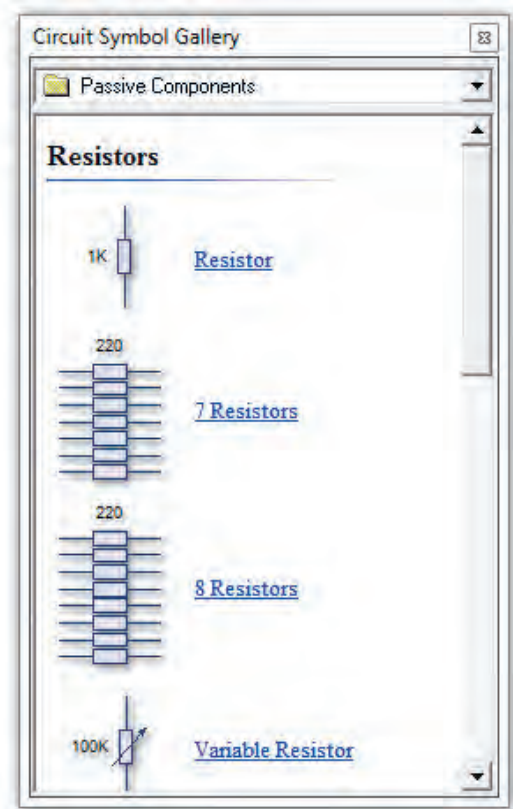 Circuit Symbol Gallery
Passive Components
Resistors
1K
Resistor
220
7 Resistors
220
8 Resistors
100K
Variable Resistor